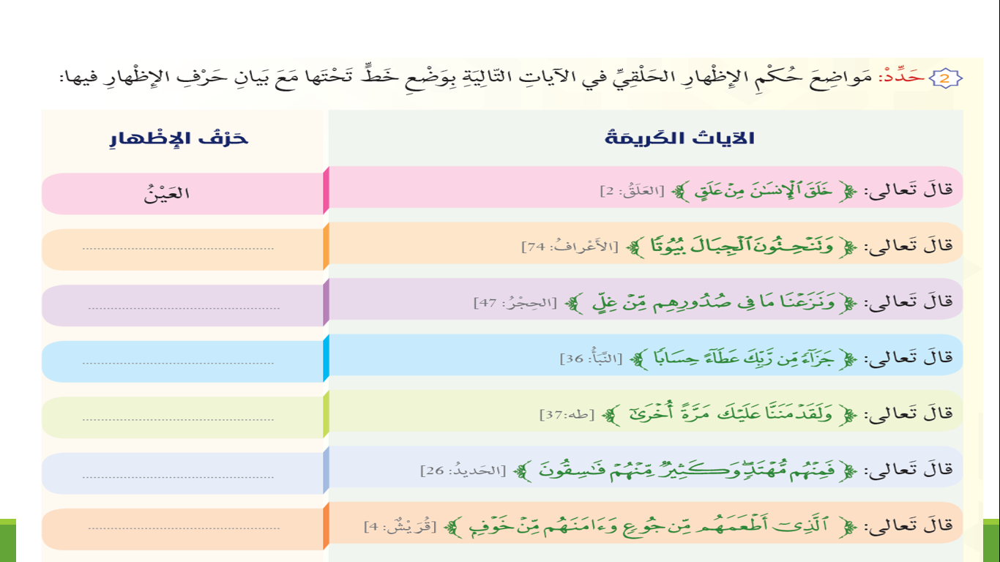 2 حَدِّدْ: مَواضِعَ حُكْمِ الإِظْهارِ الحَلْقِيِّ في الآياتِ التّالِيَةِ بِوَضْعِ خَطٍّ تَحْتَها مَعَ بَيانِ حَرْفِ الإِظْهارِ فيها:
الآياتُ الكَريمَةُ
حَرْفُ الإِظْهارِ
قالَ تَعالى: ﴿ خَلَقَ ٱلْإِنسَٰنَ مِنْ عَلَقٍ ﴾ [العَلَقُ: 2]
العَيْنُ
قالَ تَعالى: ﴿ وَتَنْحِتُونَ ٱلْجِبَالَ بُيُوتًا ﴾ [الأَعْرافُ: 74]
........................................
قالَ تَعالى: ﴿ وَنَزَعْنَا مَا فِى صُدُورِهِم مِّنْ غِلٍّ ﴾ [الحِجْرُ: 47]
........................................
قالَ تَعالى: ﴿ جَزَآءً مِّن رَّبِّكَ عَطَآءً حِسَابًا ﴾ [النَّبَأُ: 36]
........................................
قالَ تَعالى: ﴿ وَلَقَدْ مَنَنَّا عَلَيْكَ مَرَّةً أُخْرَىٰٓ ﴾ [طه:37]
........................................
قالَ تَعالى: ﴿ فَمِنْهُم مُّهْتَدٍۖ وَكَثِيرٌ مِّنْهُمْ فَٰسِقُونَ ﴾ [الحَديدُ: 26]
........................................
قالَ تَعالى: ﴿ ٱلَّذِىٓ أَطْعَمَهُم مِّن جُوعٍ وَءَامَنَهُم مِّنْ خَوْفٍ ﴾ [قُرَيْشٌ: 4]
........................................